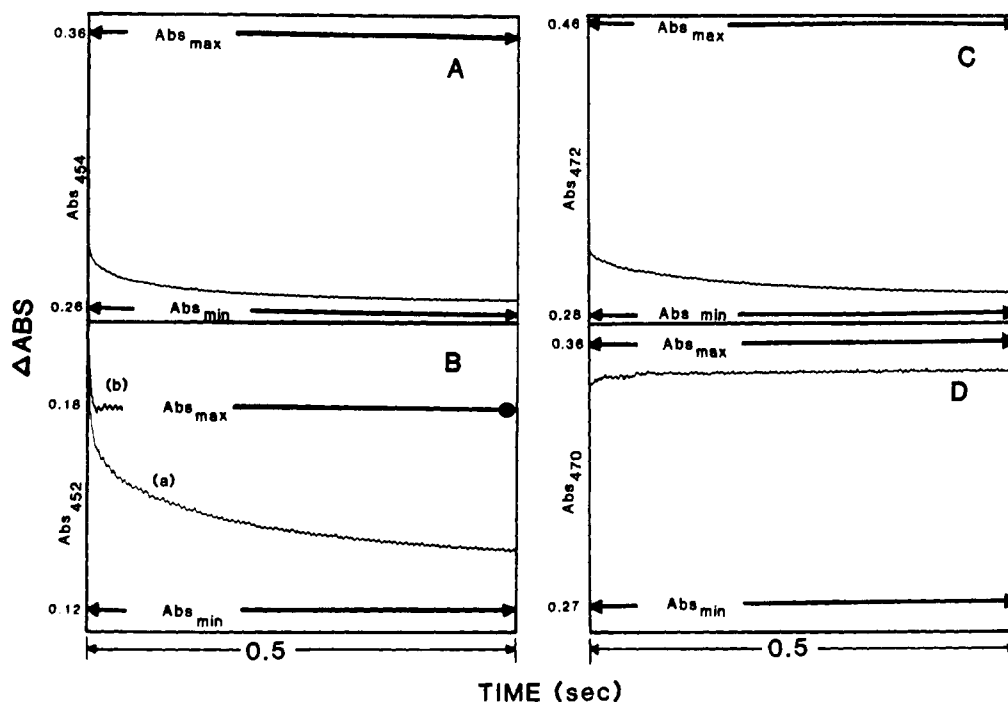 ΔABS
0.36
Abs max
A
Abs 454
0.26
Abs min
B
(b)
0.18
Abs max
(a)
Abs 452
0.12
Abs min
0.5
0.46
Abs max
C
Abs 472
0.28
Abs min
0.36
Abs max
D
Abs 470
0.27
Abs min
0.5
TIME (sec)